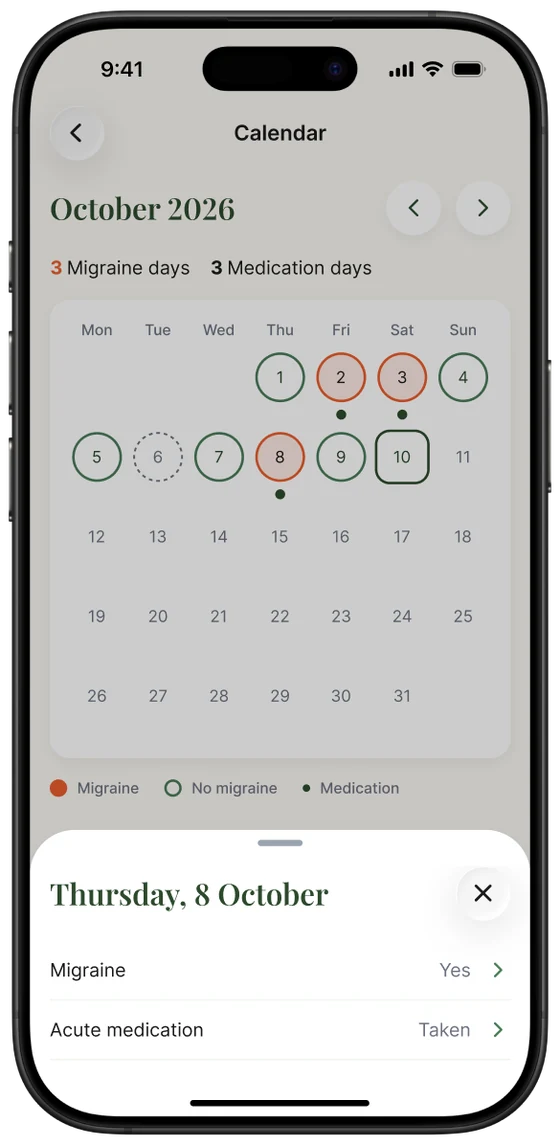 9:41
Calendar
October 2026
3 Migraine days 3 Medication days
Mon Tue Wed Thu Fri Sat Sun
1 2 3 4
5 6 7 8 9 10 11
12 13 14 15 16 17 18
19 20 21 22 23 24 25
26 27 28 29 30 31
Migraine No migraine Medication
Thursday, 8 October
Migraine Yes
Acute medication Taken